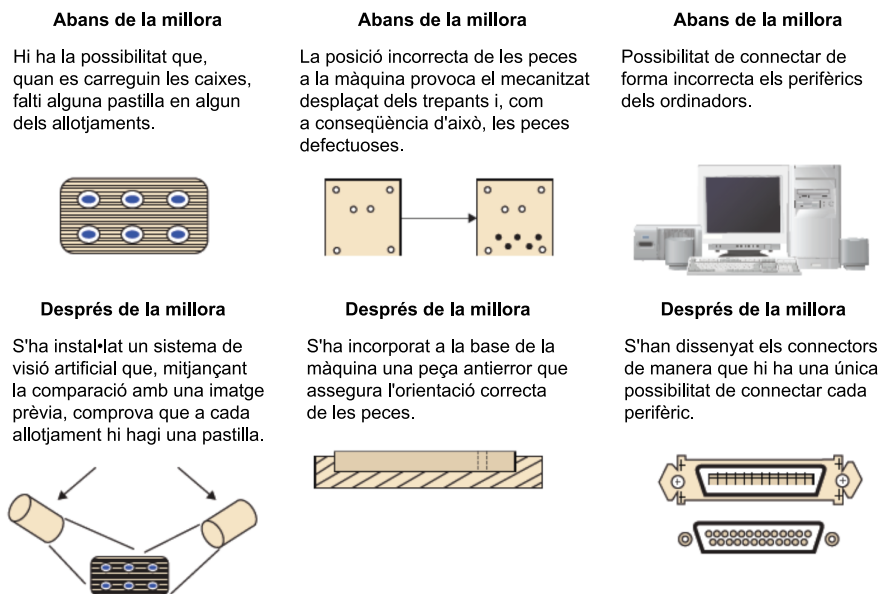 Abans de la millora
Hi ha la possibilitat que,
quan es carreguin les caixes,
falti alguna pastilla en algun
dels allotjaments.
Abans de la millora
La posició incorrecta de les peces
a la màquina provoca el mecanitzat
desplaçat dels trepants i, com
a conseqüència d'això, les peces
defectuoses.
Abans de la millora
Possibilitat de connectar de
forma incorrecta els perifèrics
dels ordinadors.
Després de la millora
S'ha instal•lat un sistema de
visió artificial que, mitjançant
la comparació amb una imatge
prèvia, comprova que a cada
allotjament hi hagi una pastilla.
Després de la millora
S'ha incorporat a la base de la
màquina una peça antierror que
assegura l'orientació correcta
de les peces.
Després de la millora
S'han dissenyat els connectors
de manera que hi ha una única
possibilitat de connectar cada
perifèric.